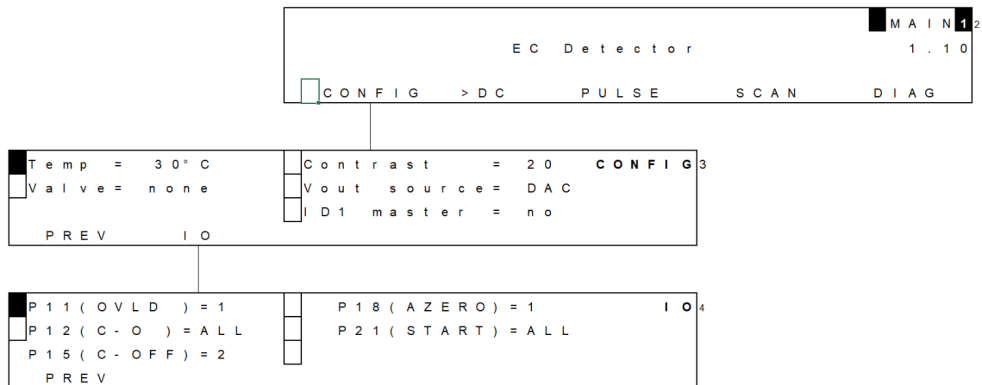 MAIN1 2
EC Detector 1.10
CONFIG >DC PULSE SCAN DIAG
Temp = 30°C Contrast = 20 CONFIG 3
Valve= none Vout source= DAC
ID1 master = no
PREV IO
P11(OVLD )=1 P18(AZERO)=1 IO 4
P12(C-O )=ALL P21(START)=ALL
P15(C-OFF)=2
PREV